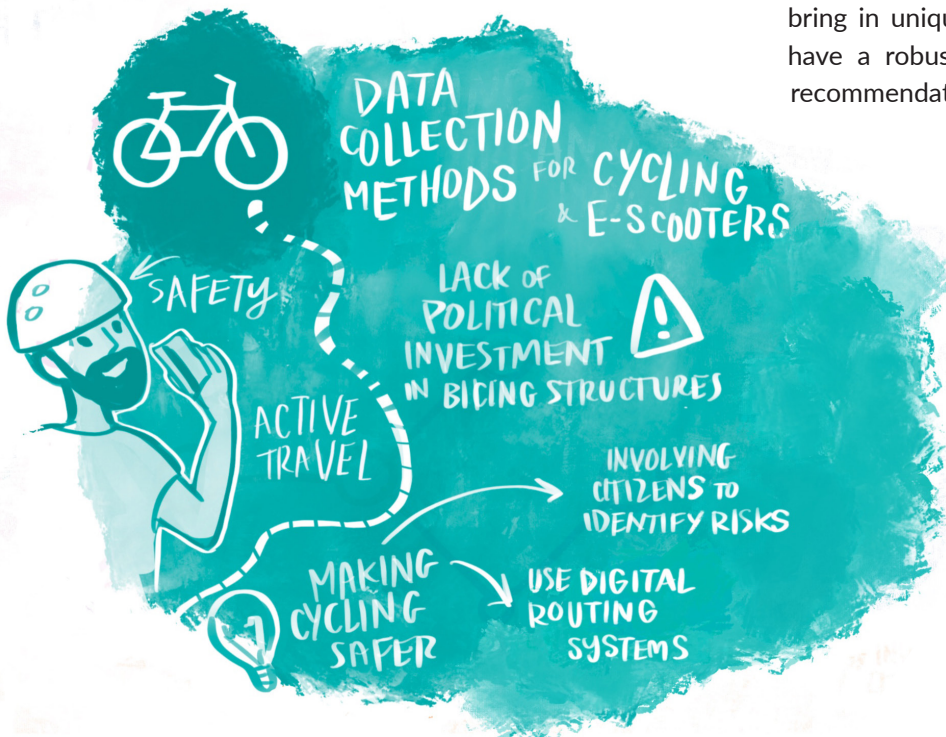 bring in uniqu
have a robus
recommendat
DATA
COLLECTION
METHODS FOR CYCLING
& E-SCOOTERS
SAFETY
LACK OF
POLITICAL
INVESTMENT
IN BICING STRUCTURES
ACTIVE
TRAVEL
INVOLVING
CITIZENS TO
IDENTIFY RISKS
MAKING
CYCLING
SAFER
USE DIGITAL
ROUTING
SYSTEMS